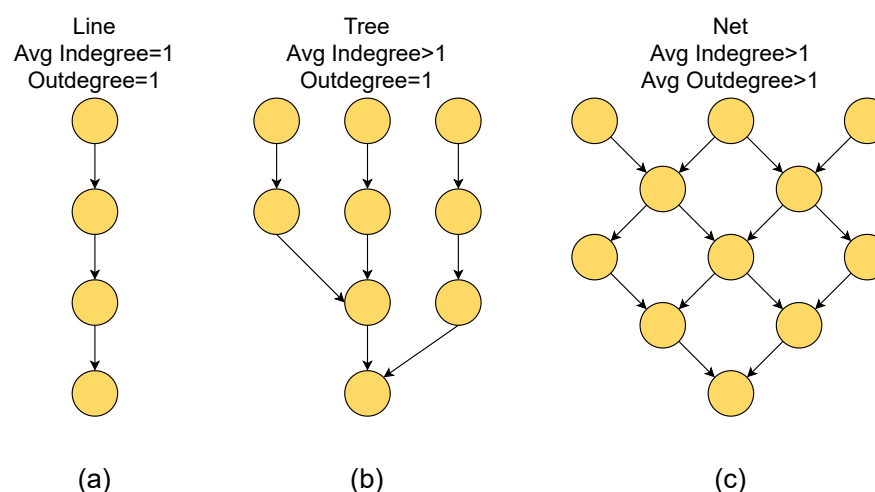 Line
Avg Indegree=1
Outdegree=1
Tree
Avg Indegree>1
Outdegree=1
Net
Avg Indegree>1
Avg Outdegree>1
(a)
(b)
(c)